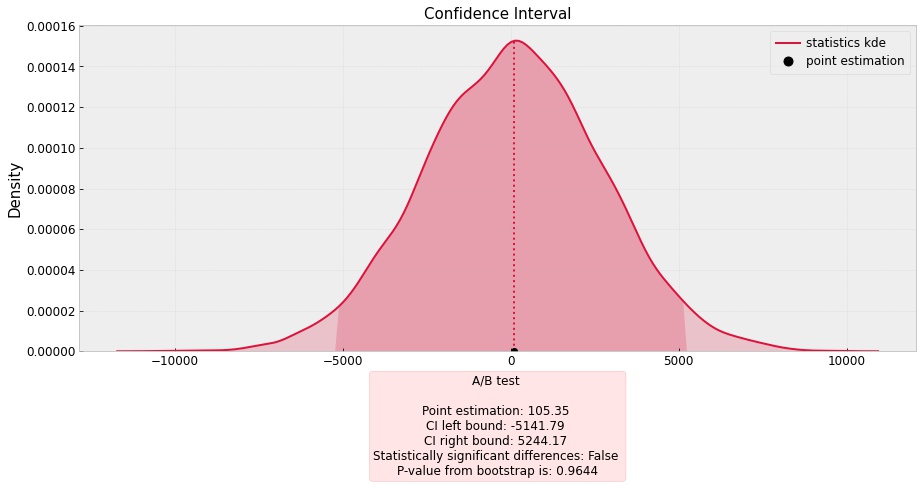 Confidence Interval
statistics kde
point estimation
Density
0.00016
0.00014
0.00012
0.00010
0.00008
0.00006
0.00004
0.00002
0.00000
−10000
−5000
0
5000
10000
A/B test
Point estimation: 105.35
CI left bound: -5141.79
CI right bound: 5244.17
Statistically significant differences: False
P-value from bootstrap is: 0.9644